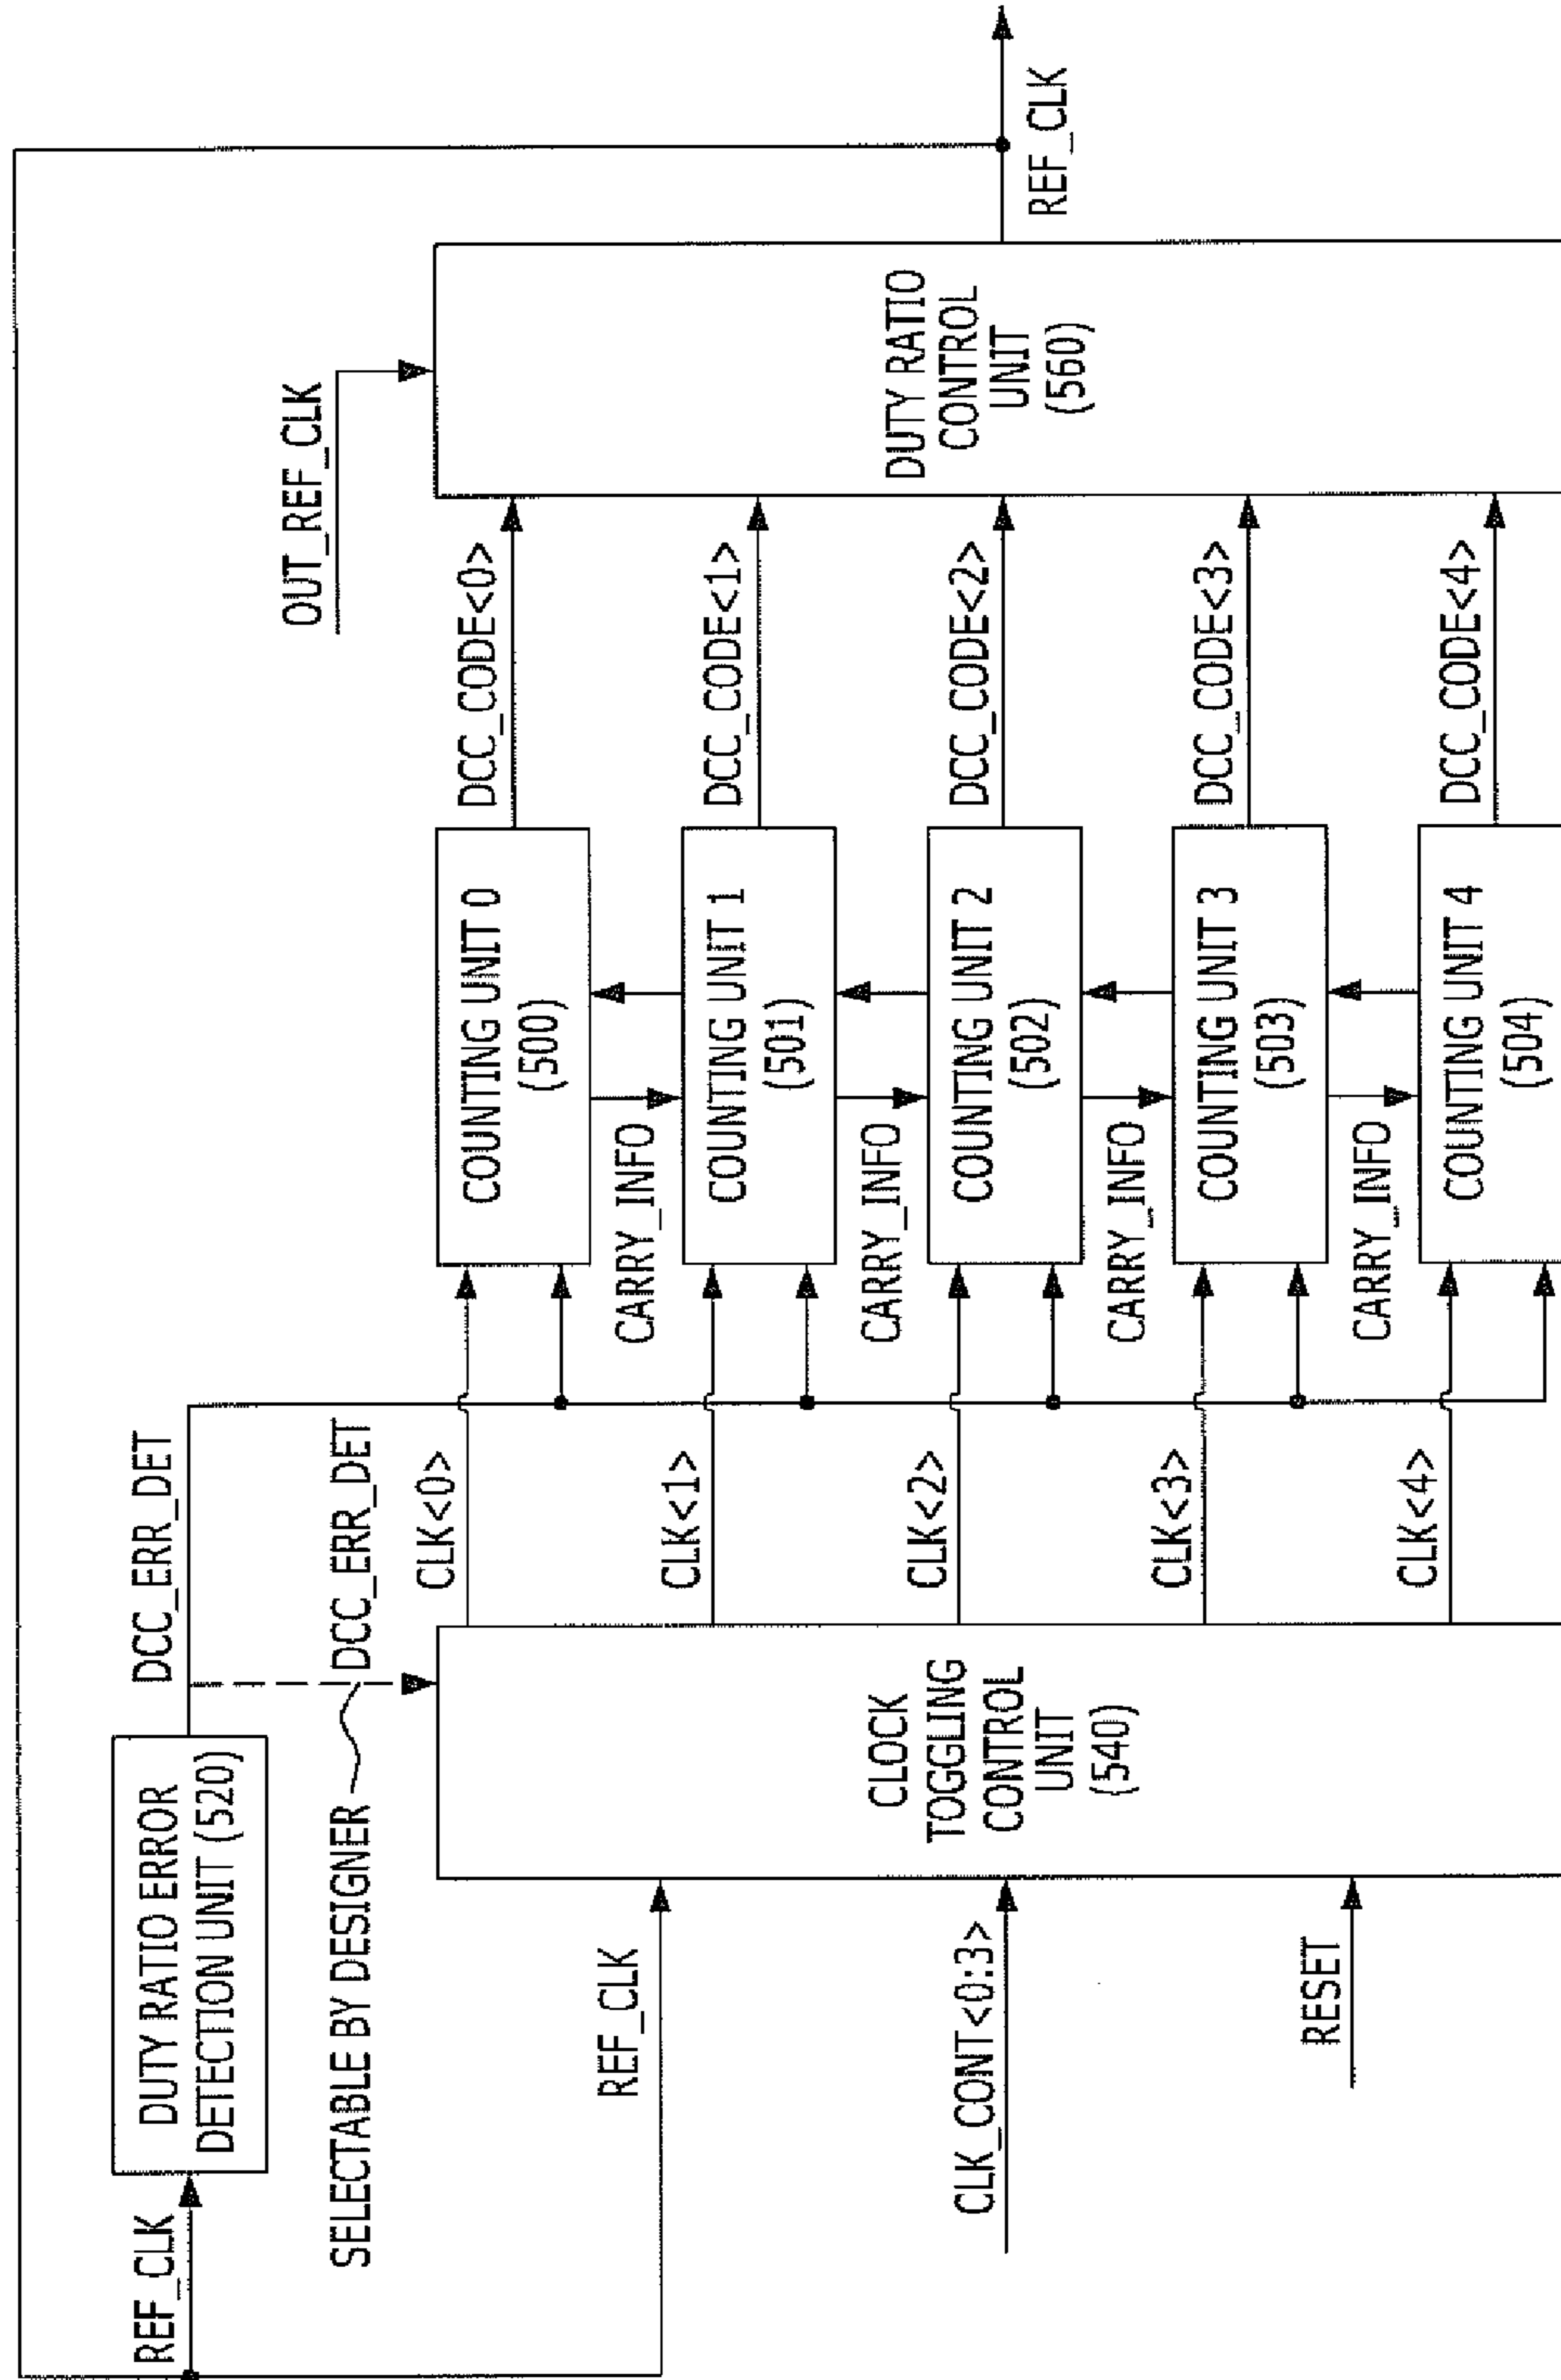 REF_CLK
DUTY RATIO ERROR
DETECTION UNIT (520)
DCC_ERR_DET
SELECTABLE BY DESIGNER
DCC_ERR_DET
OUT_REF_CLK
REF_CLK
CLK_CONT<0:3>
RESET
CLOCK
TOGGLING
CONTROL
UNIT
(540)
CLK<0>
CLK<1>
CLK<2>
CLK<3>
CLK<4>
COUNTING UNIT 0
(500)
CARRY_INFO
COUNTING UNIT 1
(501)
CARRY_INFO
COUNTING UNIT 2
(502)
CARRY_INFO
COUNTING UNIT 3
(503)
CARRY_INFO
COUNTING UNIT 4
(504)
DCC_CODE<0>
DCC_CODE<1>
DCC_CODE<2>
DCC_CODE<3>
DCC_CODE<4>
DUTY RATIO
CONTROL
UNIT
(560)
REF_CLK